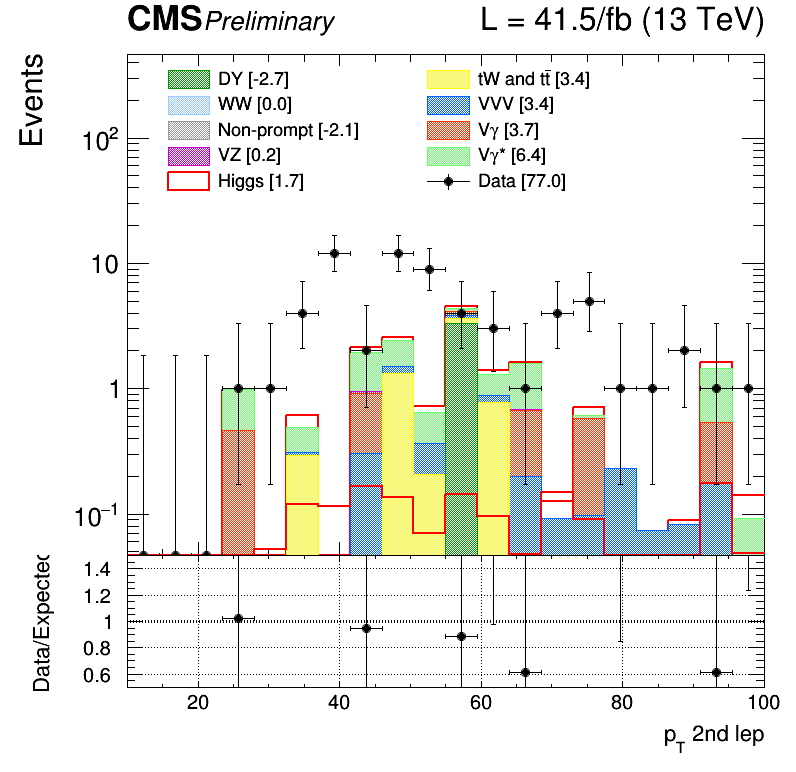 CMS Preliminary L = 41.5/fb (13 TeV)
Events
DY [-2.7]
WW [0.0]
Non-prompt [-2.1]
VZ [0.2]
Higgs [1.7]
tW and tt̄ [3.4]
VVV [3.4]
Vγ [3.7]
Vγ* [6.4]
Data [77.0]
10²
10
1
10⁻¹
Data/Expected
1.4
1.2
1
0.8
0.6
20 40 60 80 100
p_T 2nd lep